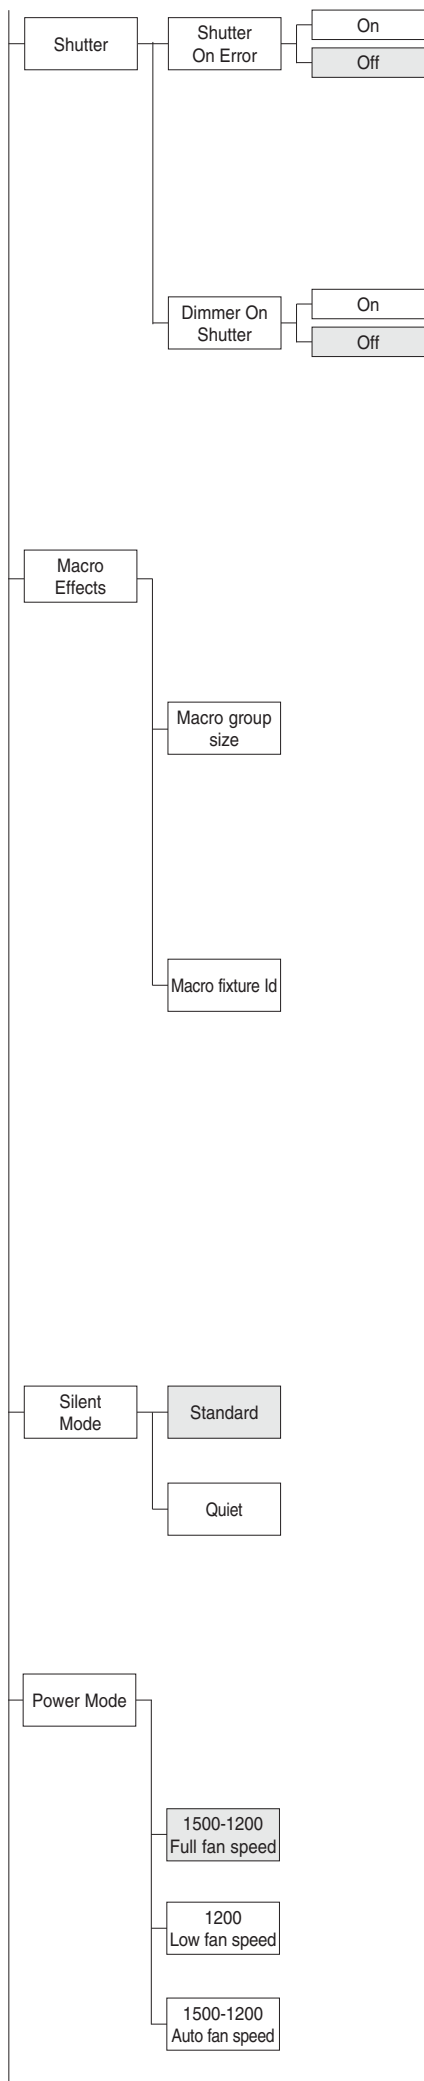 Shutter
Shutter
On Error
On
Off
Dimmer On
Shutter
On
Off
Macro
Effects
Macro group
size
Macro fixture Id
Silent
Mode
Standard
Quiet
Power Mode
1500-1200
Full fan speed
1200
Low fan speed
1500-1200
Auto fan speed